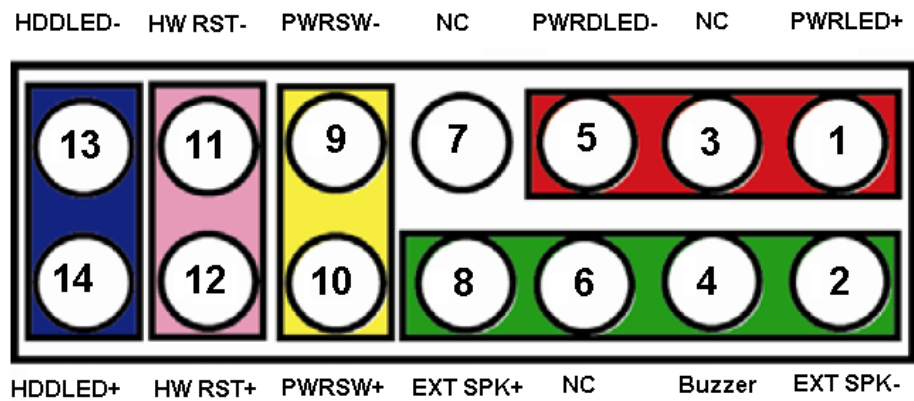 HDDLED- HW RST- PWRSW- NC PWRDLED- NC PWRLED+
13 11 9 7 5 3 1
14 12 10 8 6 4 2
HDDLED+ HW RST+ PWRSW+ EXT SPK+ NC Buzzer EXT SPK-